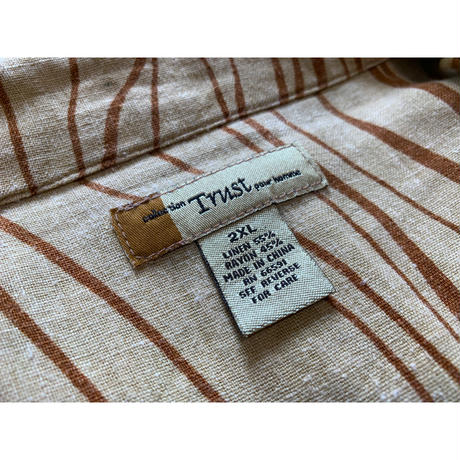 collection Trust pour homme
2XL
LINEN 55%
RAYON 45%
MADE IN CHINA
RN 66591
SEE REVERSE
FOR CARE